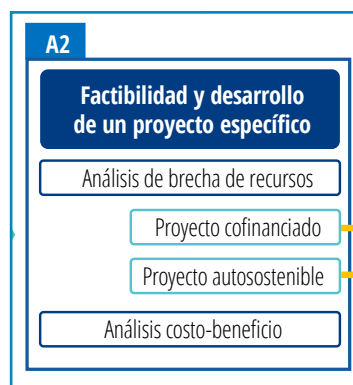 A2
Factibilidad y desarrollo
de un proyecto específico
Análisis de brecha de recursos
Proyecto cofinanciado
Proyecto autosostenible
Análisis costo-beneficio